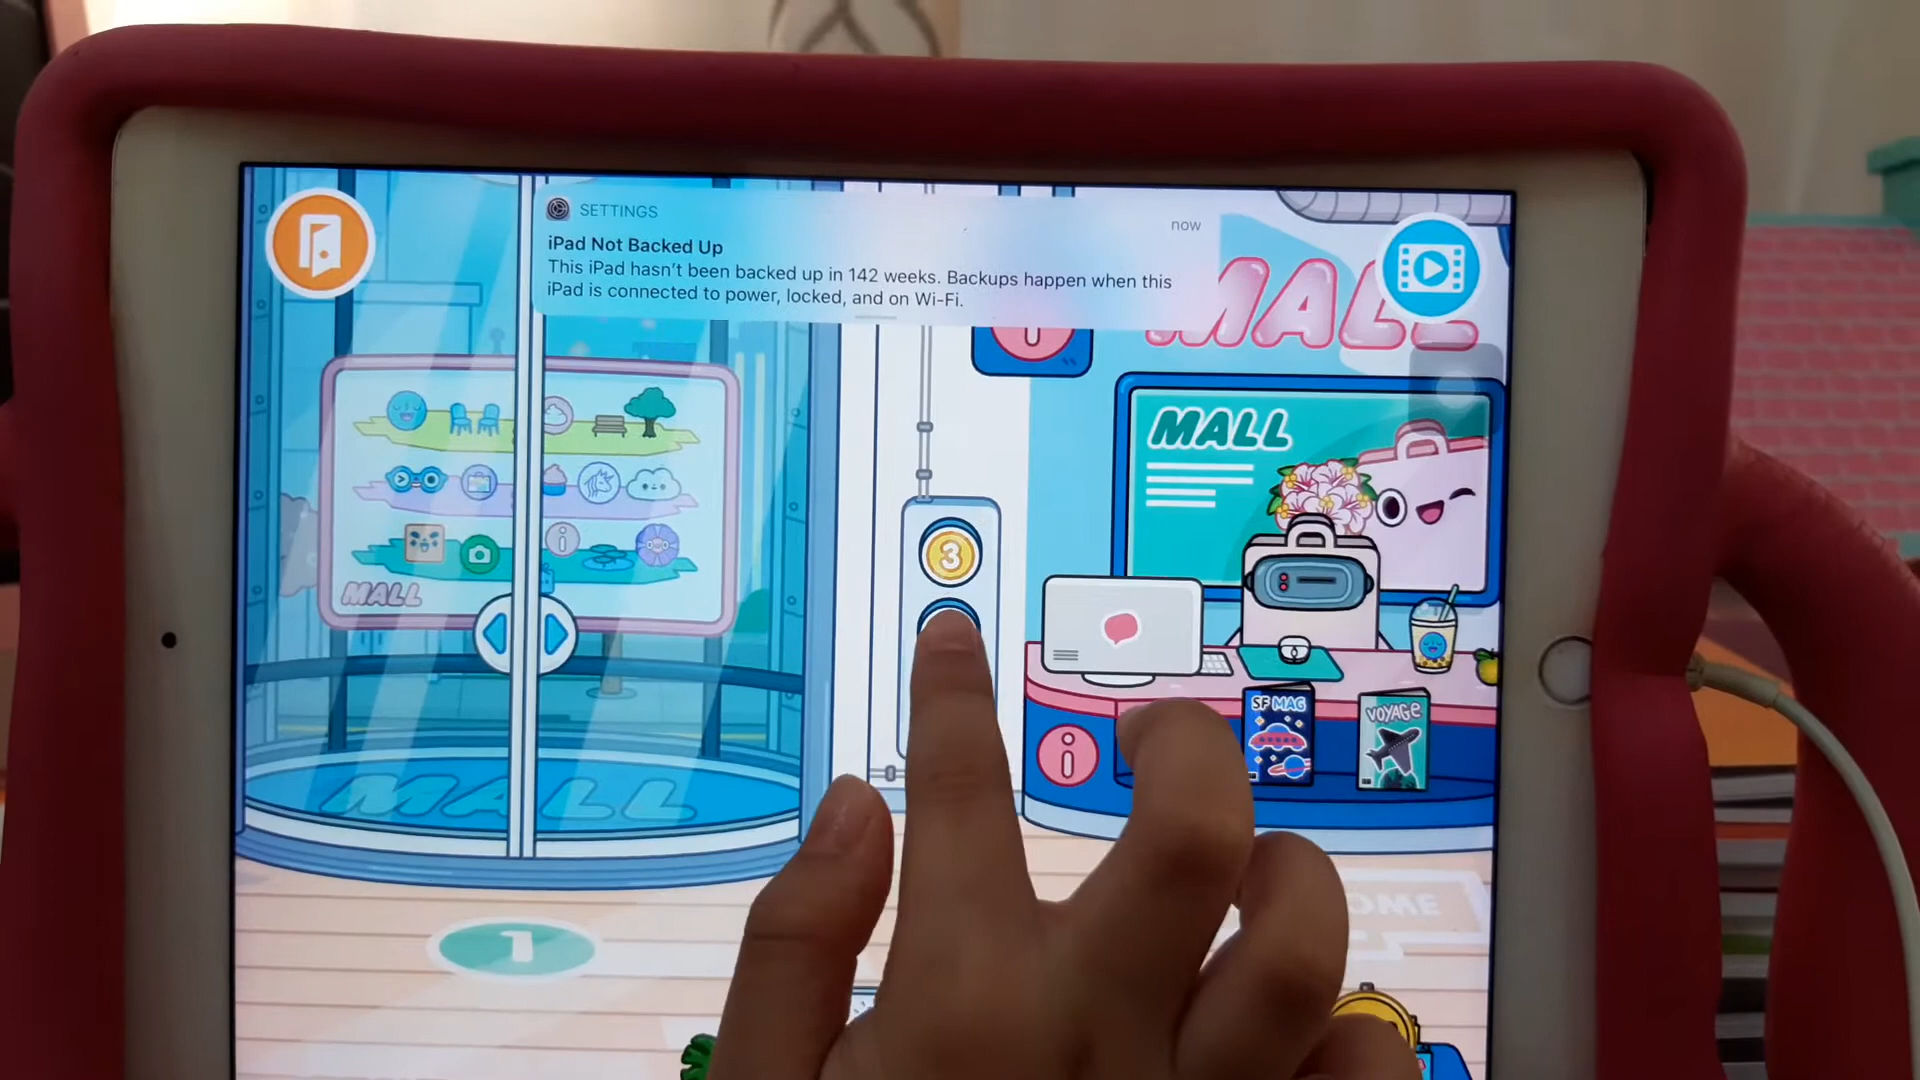 SETTINGS
now
iPad Not Backed Up
This iPad hasn't been backed up in 142 weeks. Backups happen when this
iPad is connected to power, locked, and on Wi-Fi.
MALL
MALL
MALL
3
i
SF MAG
VOYAGE
i
MALL
1
OME